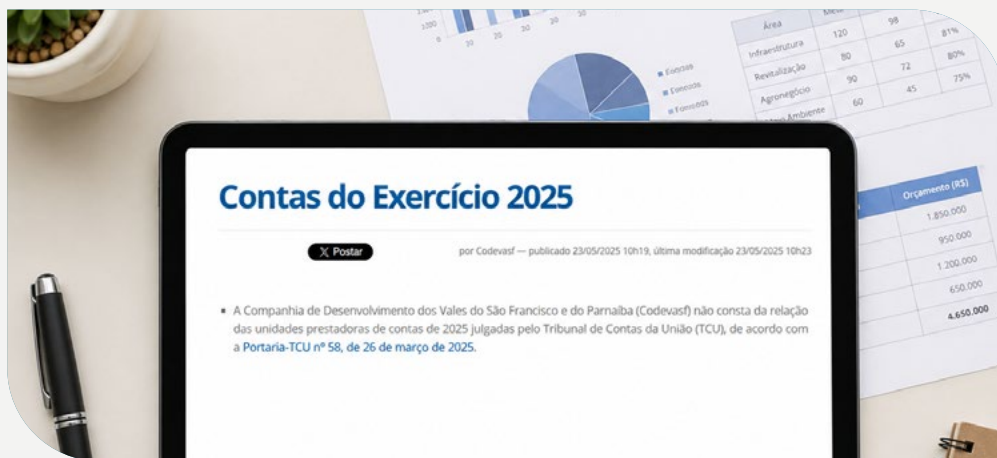 Área
98
81%
Infraestrutura 120 65 80%
Revitalização 80 72 75%
Agronegócio 90 45
Ambiente 60
Contas do Exercício 2025
X Postar
por Codevasf — publicado 23/05/2025 10h19, última modificação 23/05/2025 10h23
▪ A Companhia de Desenvolvimento dos Vales do São Francisco e do Parnaíba (Codevasf) não consta da relação
das unidades prestadoras de contas de 2025 julgadas pelo Tribunal de Contas da União (TCU), de acordo com
a Portaria-TCU nº 58, de 26 de março de 2025.
Orçamento (R$)
1.850.000
950.000
1.200.000
650.000
4.650.000